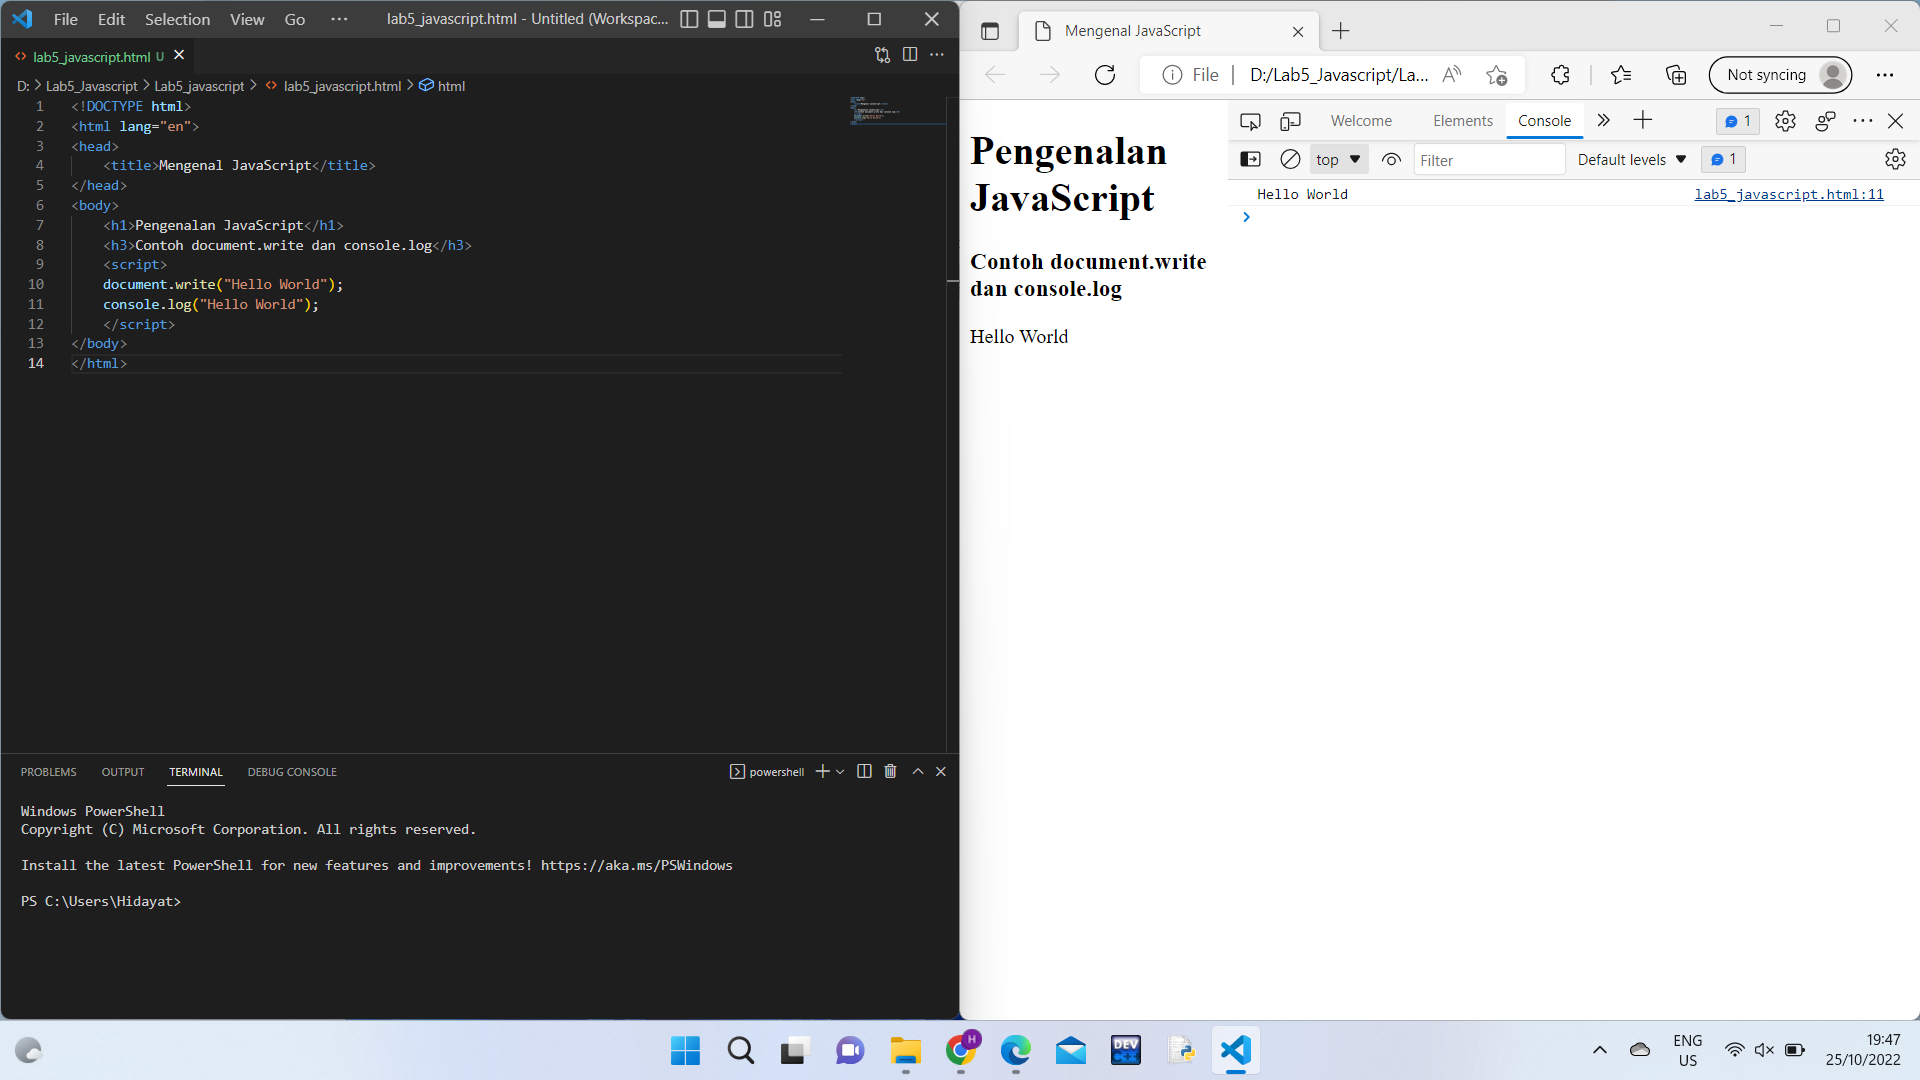 File Edit Selection View Go ··· lab5_javascript.html - Untitled (Workspac...
lab5_javascript.html U
D: > Lab5_Javascript > Lab5_javascript > lab5_javascript.html > html
1 <!DOCTYPE html>
2 <html lang="en">
3 <head>
4 <title>Mengenal JavaScript</title>
5 </head>
6 <body>
7 <h1>Pengenalan JavaScript</h1>
8 <h3>Contoh document.write dan console.log</h3>
9 <script>
10 document.write("Hello World");
11 console.log("Hello World");
12 </script>
13 </body>
14 </html>
PROBLEMS OUTPUT TERMINAL DEBUG CONSOLE powershell
Windows PowerShell
Copyright (C) Microsoft Corporation. All rights reserved.
Install the latest PowerShell for new features and improvements! https://aka.ms/PSWindows
PS C:\Users\Hidayat>
Mengenal JavaScript
File D:/Lab5_Javascript/La... Not syncing
Pengenalan
JavaScript
Contoh document.write
dan console.log
Hello World
Welcome Elements Console 1
top Filter Default levels 1
Hello World lab5_javascript.html:11
H
DEV
C++
ENG
US
19:47
25/10/2022